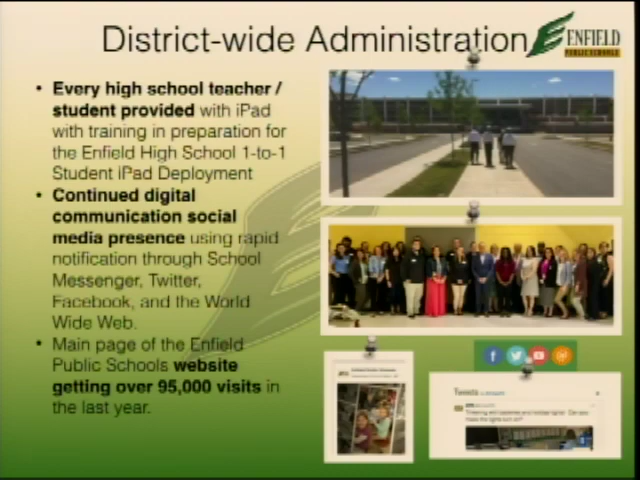 District-wide Administration
ENFIELD
PUBLIC SCHOOLS
• Every high school teacher /
student provided with iPad
with training in preparation for
the Enfield High School 1-to-1
Student iPad Deployment
• Continued digital
communication social
media presence using rapid
notification through School
Messenger, Twitter,
Facebook, and the World
Wide Web.
• Main page of the Enfield
Public Schools website
getting over 95,000 visits in
the last year.
Tweets